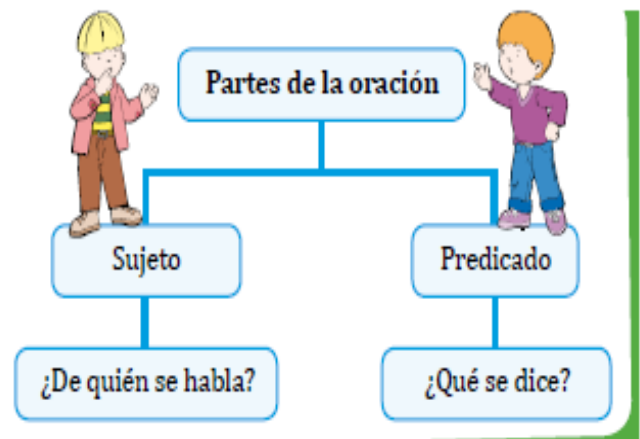 Partes de la oración
Sujeto
Predicado
¿De quién se habla?
¿Qué se dice?